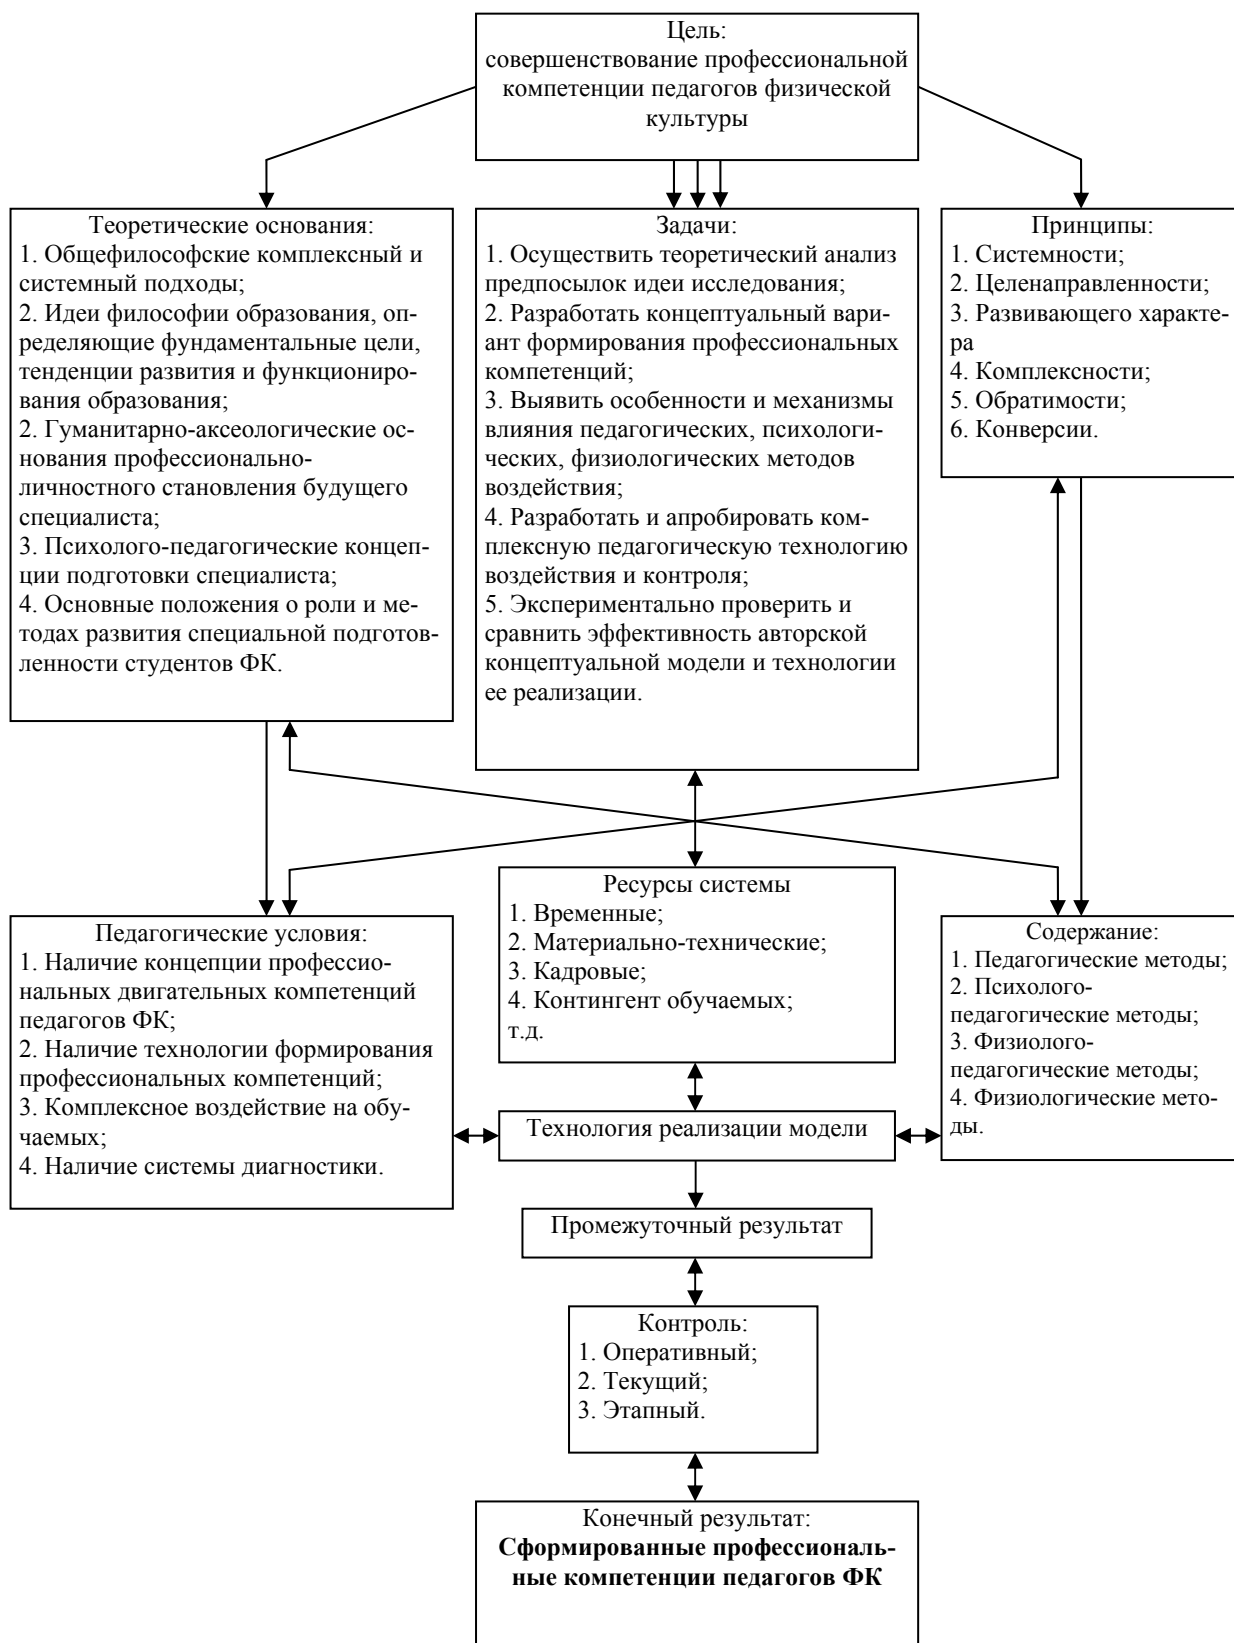 Цель:
совершенствование профессиональной
компетенции педагогов физической
культуры
Теоретические основания:
1. Общефилософские комплексный и
системный подходы;
2. Идеи философии образования, оп-
ределяющие фундаментальные цели,
тенденции развития и функциониро-
вания образования;
2. Гуманитарно-аксеологические ос-
нования профессионально-
личностного становления будущего
специалиста;
3. Психолого-педагогические концеп-
ции подготовки специалиста;
4. Основные положения о роли и ме-
тодах развития специальной подготов-
ленности студентов ФК.
Задачи:
1. Осуществить теоретический анализ
предпосылок идеи исследования;
2. Разработать концептуальный вари-
ант формирования профессиональных
компетенций;
3. Выявить особенности и механизмы
влияния педагогических, психологи-
ческих, физиологических методов
воздействия;
4. Разработать и апробировать ком-
плексную педагогическую технологию
воздействия и контроля;
5. Экспериментально проверить и
сравнить эффективность авторской
концептуальной модели и технологии
ее реализации.
Принципы:
1. Системности;
2. Целенаправленности;
3. Развивающего характе-
ра
4. Комплексности;
5. Обратимости;
6. Конверсии.
Педагогические условия:
1. Наличие концепции профессио-
нальных двигательных компетенций
педагогов ФК;
2. Наличие технологии формирования
профессиональных компетенций;
3. Комплексное воздействие на обу-
чаемых;
4. Наличие системы диагностики.
Ресурсы системы
1. Временные;
2. Материально-технические;
3. Кадровые;
4. Контингент обучаемых;
т.д.
Содержание:
1. Педагогические методы;
2. Психолого-
педагогические методы;
3. Физиолого-
педагогические методы;
4. Физиологические мето-
ды.
Технология реализации модели
Промежуточный результат
Контроль:
1. Оперативный;
2. Текущий;
3. Этапный.
Конечный результат:
Сформированные профессиональ-
ные компетенции педагогов ФК